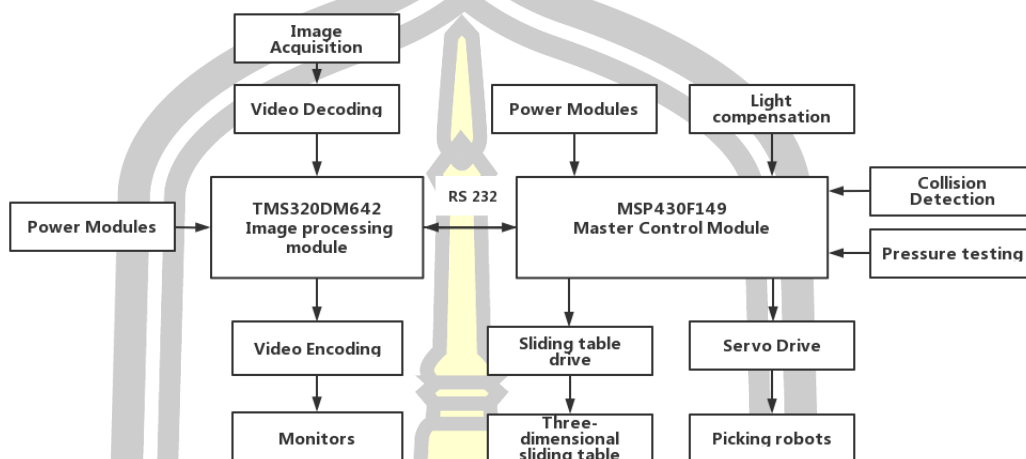 Image
Acquisition
Video Decoding
Power Modules
Light
compensation
Collision
Detection
RS 232
TMS320DM642
Image processing
module
MSP430F149
Master Control Module
Power Modules
Pressure testing
Sliding table
drive
Servo Drive
Video Encoding
Three-
dimensional
sliding table
Monitors
Picking robots